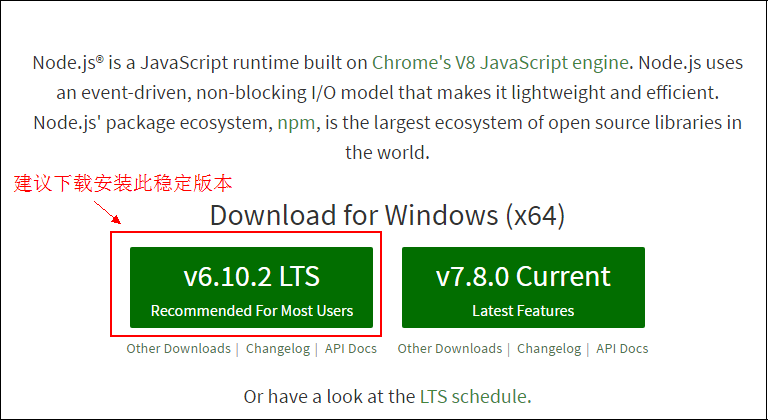 Node.js® is a JavaScript runtime built on Chrome's V8 JavaScript engine. Node.js uses
an event-driven, non-blocking I/O model that makes it lightweight and efficient.
Node.js' package ecosystem, npm, is the largest ecosystem of open source libraries in
the world.
建议下载安装此稳定版本
Download for Windows (x64)
v6.10.2 LTS
Recommended For Most Users
v7.8.0 Current
Latest Features
Other Downloads | Changelog | API Docs
Other Downloads | Changelog | API Docs
Or have a look at the LTS schedule.